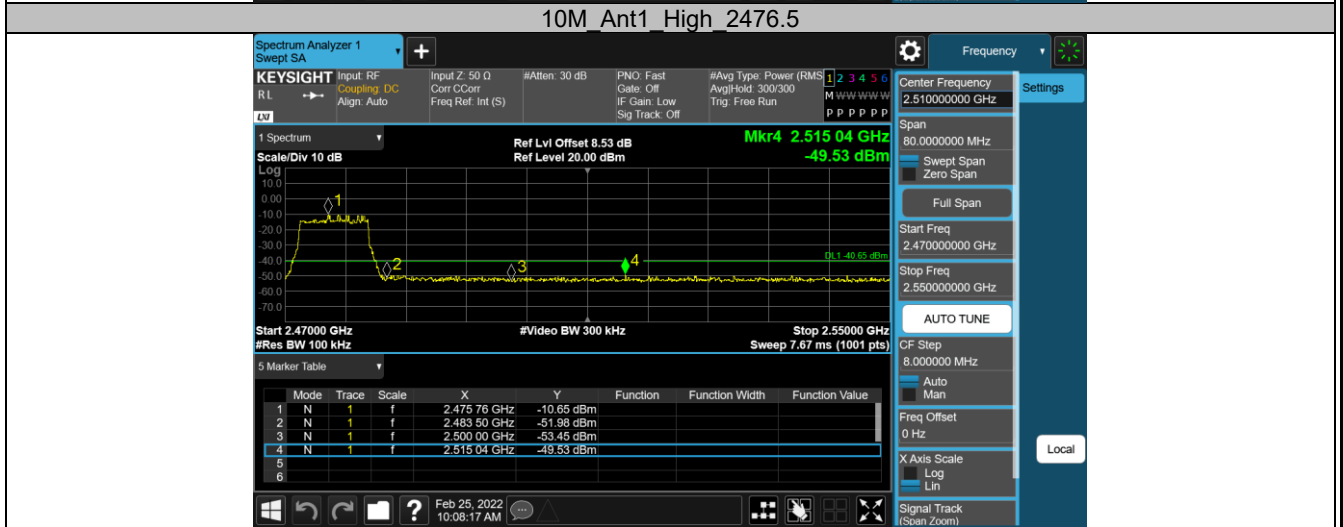 10M_Ant1_High_2476.5
Spectrum Analyzer 1
Swept SA
+
Frequency
KEYSIGHT
RL
LXI
Input: RF
Coupling: DC
Align: Auto
Input Z: 50 Ω
Corr CCorr
Freq Ref: Int (S)
#Atten: 30 dB
PNO: Fast
Gate: Off
IF Gain: Low
Sig Track: Off
#Avg Type: Power (RMS
Avg|Hold: 300/300
Trig: Free Run
1 2 3 4 5 6
M W W W W W
P P P P P P
1 Spectrum
Scale/Div 10 dB
Ref Lvl Offset 8.53 dB
Ref Level 20.00 dBm
Mkr4 2.515 04 GHz
-49.53 dBm
Log
10.0
0.00
-10.0
-20.0
-30.0
-40.0
-50.0
-60.0
-70.0
1
2
3
4
DL1 -40.65 dBm
Start 2.47000 GHz
#Res BW 100 kHz
#Video BW 300 kHz
Stop 2.55000 GHz
Sweep 7.67 ms (1001 pts)
5 Marker Table
Mode Trace Scale X Y Function Function Width Function Value
1 N 1 f 2.475 76 GHz -10.65 dBm
2 N 1 f 2.483 50 GHz -51.98 dBm
3 N 1 f 2.500 00 GHz -53.45 dBm
4 N 1 f 2.515 04 GHz -49.53 dBm
5
6
?
Feb 25, 2022
10:08:17 AM
Center Frequency
2.510000000 GHz
Settings
Span
80.0000000 MHz
Swept Span
Zero Span
Full Span
Start Freq
2.470000000 GHz
Stop Freq
2.550000000 GHz
AUTO TUNE
CF Step
8.000000 MHz
Auto
Man
Freq Offset
0 Hz
X Axis Scale
Log
Lin
Local
Signal Track
(Span Zoom)